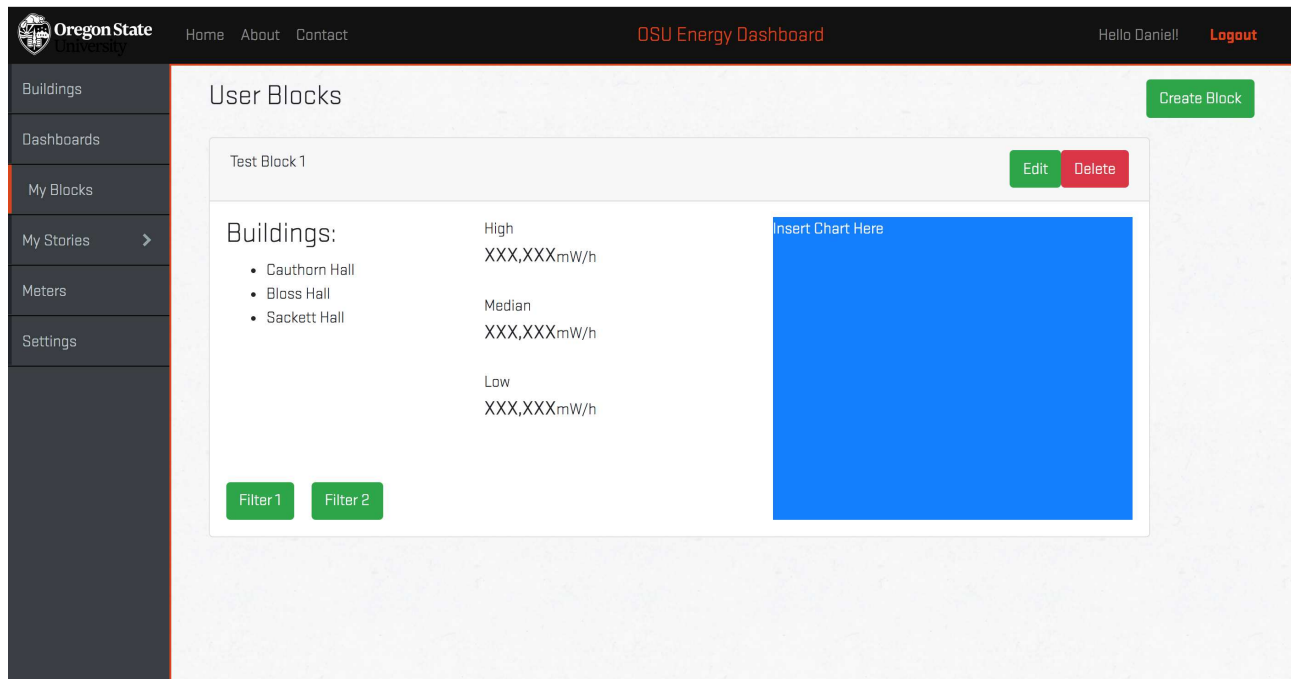 Oregon State
University
Home About Contact
OSU Energy Dashboard
Hello Daniel! Logout
Buildings
Dashboards
My Blocks
My Stories
Meters
Settings
User Blocks
Create Block
Test Block 1
Edit Delete
Buildings:
• Cauthorn Hall
• Bloss Hall
• Sackett Hall
Filter 1 Filter 2
High
XXX,XXXmW/h
Median
XXX,XXXmW/h
Low
XXX,XXXmW/h
Insert Chart Here